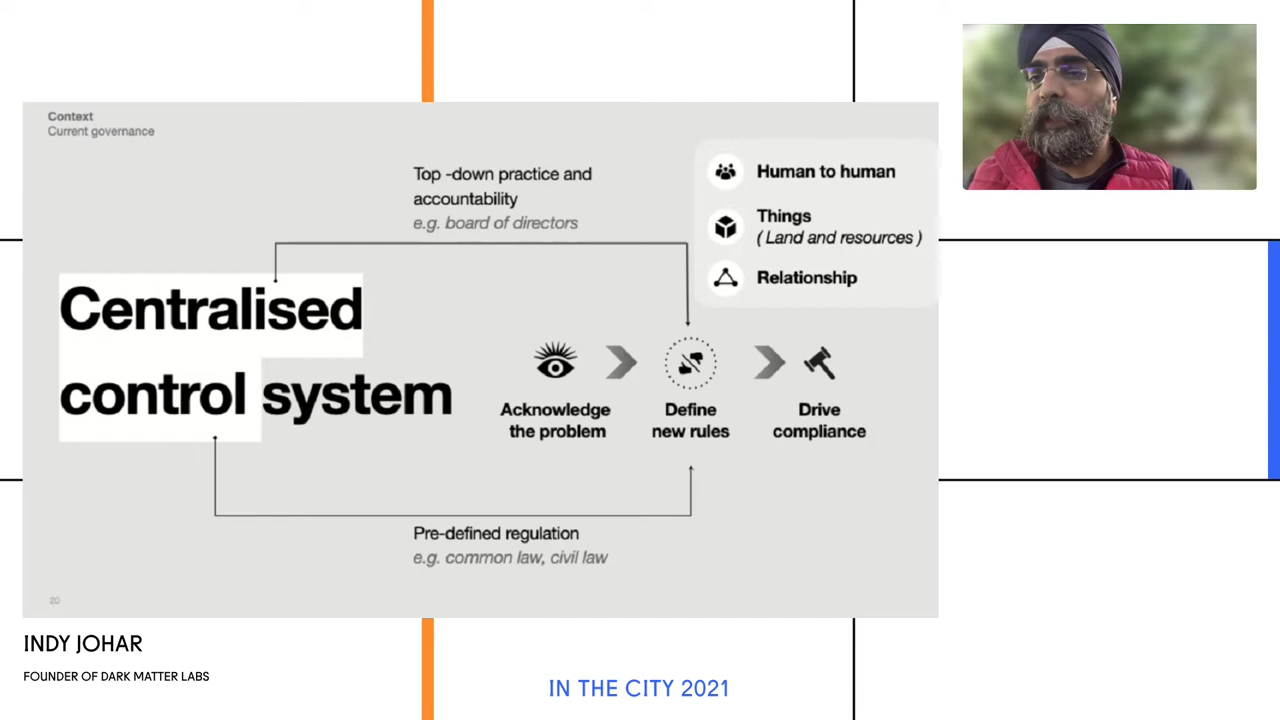 Context
Current governance
Top -down practice and
accountability
e.g. board of directors
Human to human
Things
( Land and resources )
Relationship
Centralised
control system
Acknowledge
the problem
Define
new rules
Drive
compliance
Pre-defined regulation
e.g. common law, civil law
20
INDY JOHAR
FOUNDER OF DARK MATTER LABS
IN THE CITY 2021